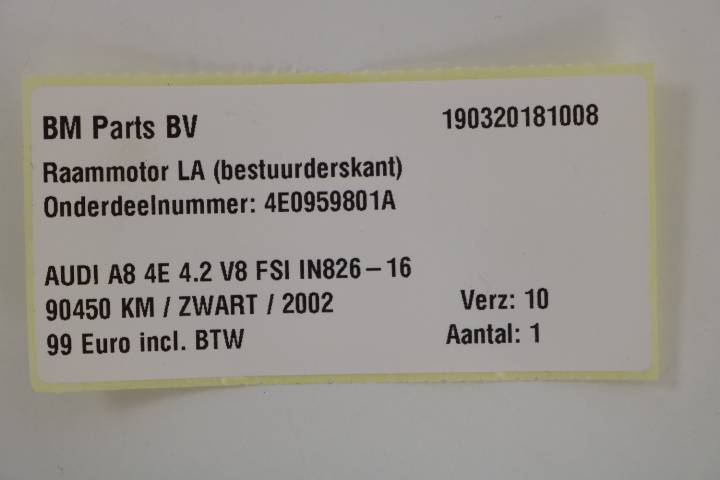 BM Parts BV 190320181008
Raammotor LA (bestuurderskant)
Onderdeelnummer: 4E0959801A
AUDI A8 4E 4.2 V8 FSI IN826-16
90450 KM / ZWART / 2002 Verz: 10
99 Euro incl. BTW Aantal: 1